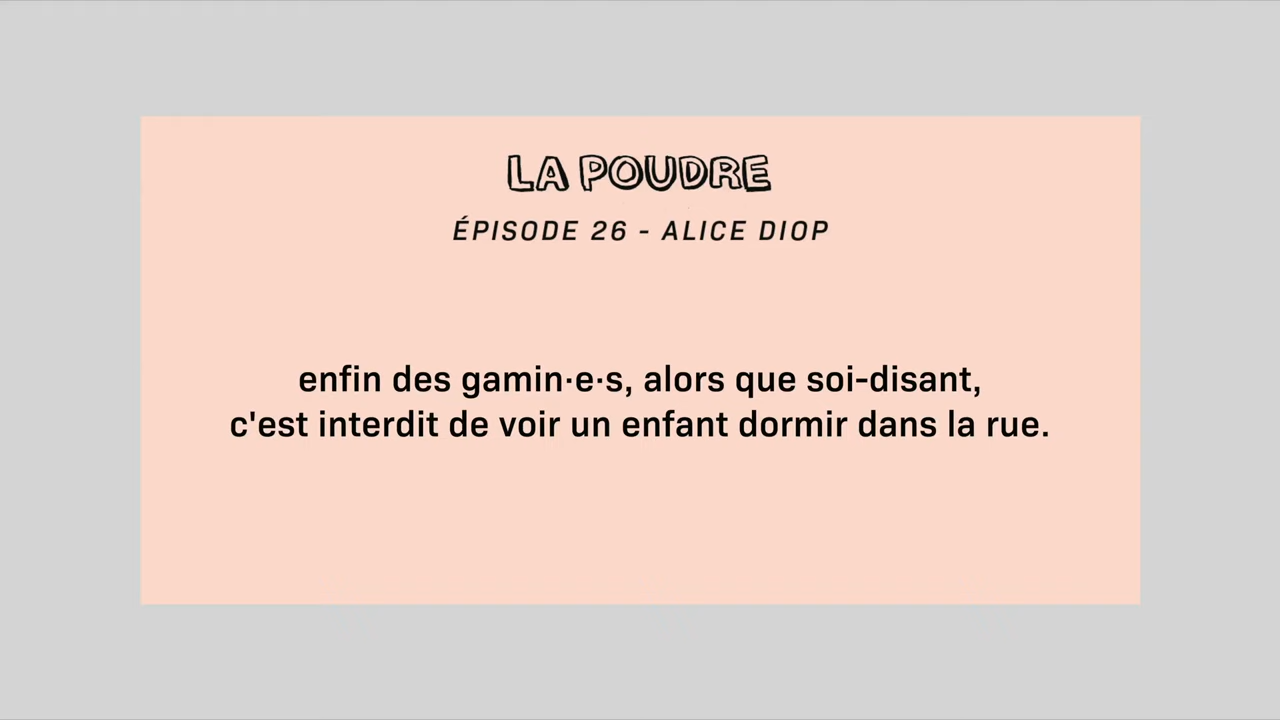 LA POUDRE
ÉPISODE 26 - ALICE DIOP
enfin des gamin·e·s, alors que soi-disant,
c'est interdit de voir un enfant dormir dans la rue.